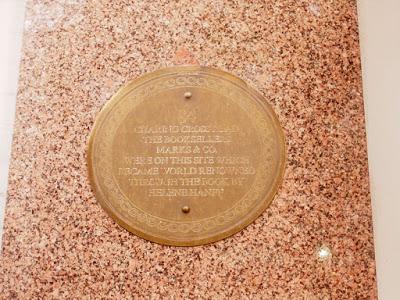 84
CHARING CROSS ROAD
THE BOOKSELLERS
MARKS & CO.
WERE ON THIS SITE WHICH
BECAME WORLD RENOWNED
THROUGH THE BOOK BY
HELENE HANFF